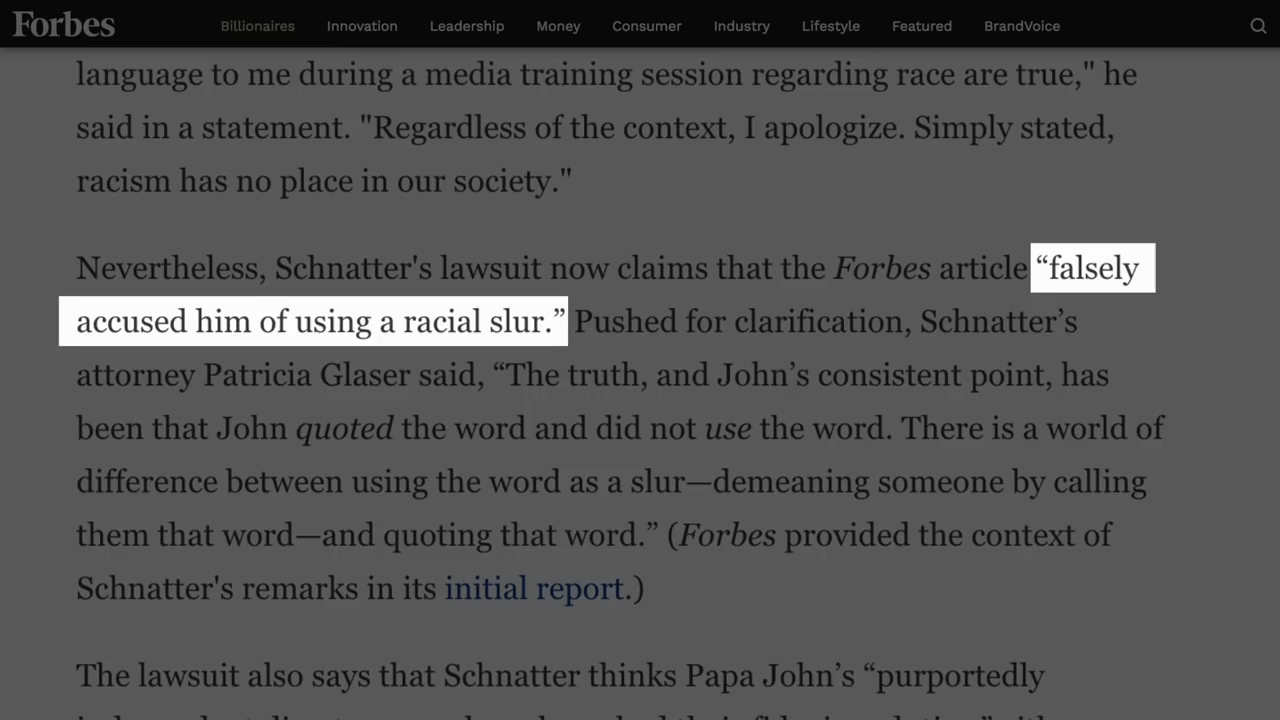 Forbes Billionaires Innovation Leadership Money Consumer Industry Lifestyle Featured BrandVoice
language to me during a media training session regarding race are true," he
said in a statement. "Regardless of the context, I apologize. Simply stated,
racism has no place in our society."
Nevertheless, Schnatter's lawsuit now claims that the Forbes article “falsely
accused him of using a racial slur.” Pushed for clarification, Schnatter’s
attorney Patricia Glaser said, “The truth, and John’s consistent point, has
been that John quoted the word and did not use the word. There is a world of
difference between using the word as a slur—demeaning someone by calling
them that word—and quoting that word.” (Forbes provided the context of
Schnatter's remarks in its initial report.)
The lawsuit also says that Schnatter thinks Papa John’s “purportedly